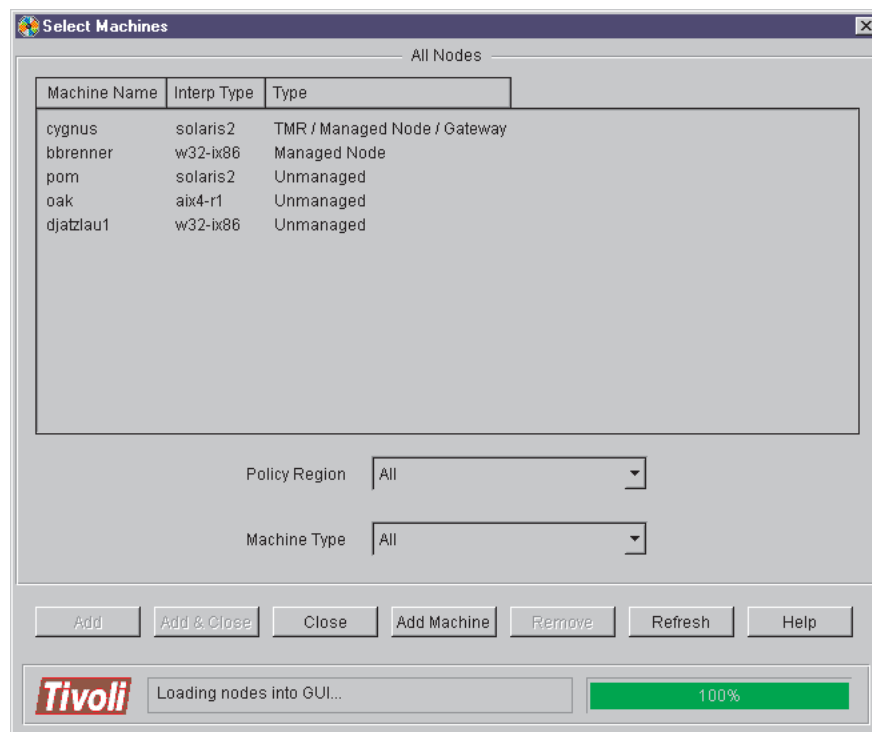 Select Machines
All Nodes
Machine Name Interp Type Type
cygnus solaris2 TMR / Managed Node / Gateway
bbrenner w32-ix86 Managed Node
pom solaris2 Unmanaged
oak aix4-r1 Unmanaged
djatzlau1 w32-ix86 Unmanaged
Policy Region All
Machine Type All
Add Add & Close Close Add Machine Remove Refresh Help
Tivoli Loading nodes into GUI... 100%